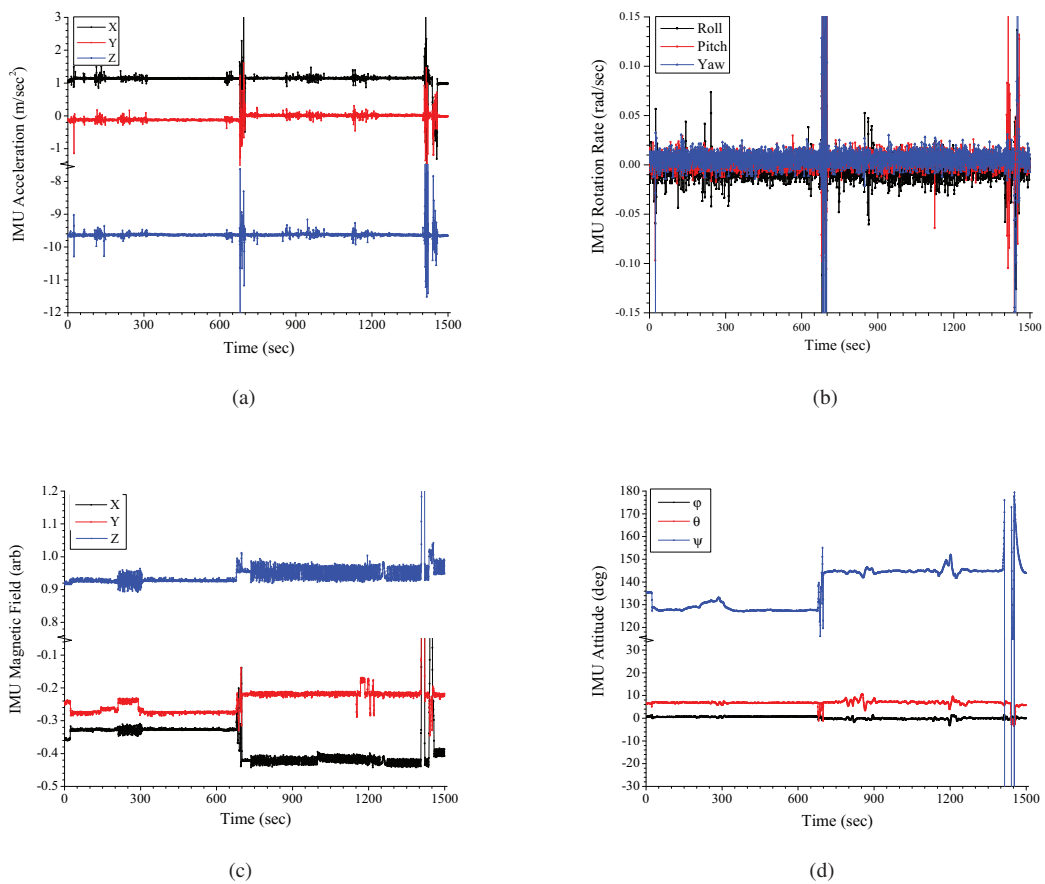 IMU Acceleration (m/sec²)
X
Y
Z
3
2
1
0
-1
-8
-9
-10
-11
-12
0 300 600 900 1200 1500
Time (sec)
(a)
IMU Rotation Rate (rad/sec)
Roll
Pitch
Yaw
0.15
0.10
0.05
0.00
-0.05
-0.10
-0.15
0 300 600 900 1200 1500
Time (sec)
(b)
IMU Magnetic Field (arb)
X
Y
Z
1.2
1.1
1.0
0.9
0.8
-0.1
-0.2
-0.3
-0.4
-0.5
0 300 600 900 1200 1500
Time (sec)
(c)
IMU Attitude (deg)
φ
θ
ψ
180
170
160
150
140
130
120
30
20
10
0
-10
-20
-30
0 300 600 900 1200 1500
Time (sec)
(d)